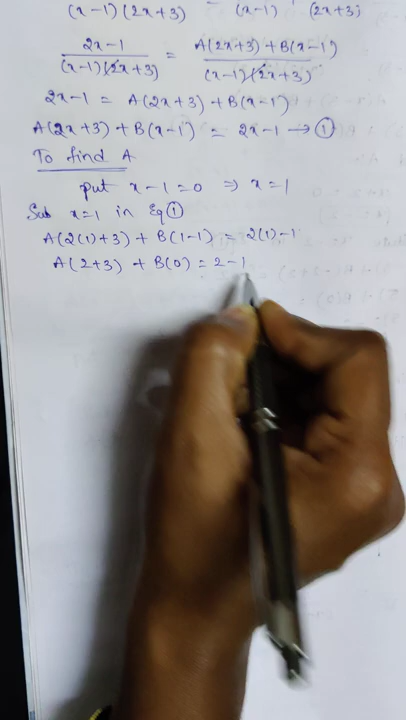 (x-1)(2x+3) (x-1) (2x+3)
2x-1 / (x-1)(2x+3) = A(2x+3)+B(x-1) / (x-1)(2x+3)
2x-1 = A(2x+3)+B(x-1)
A(2x+3)+B(x-1) = 2x-1 → ①
To find A
put x-1=0 ⇒ x=1
Sub x=1 in Eq ①
A(2(1)+3) + B(1-1) = 2(1)-1
A(2+3) + B(0) = 2-1